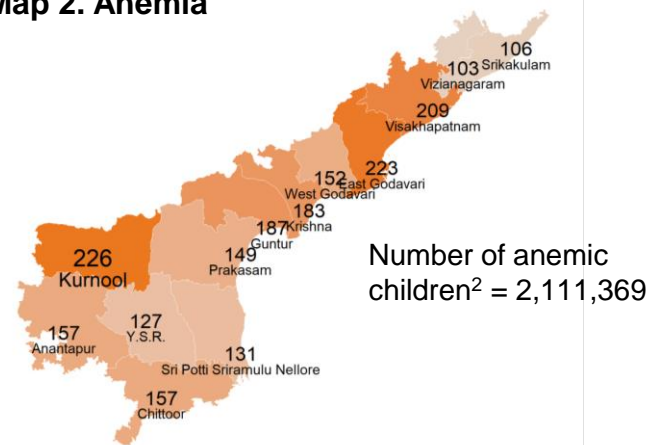 Map 2. Anemia
106
Srikakulam
103
Vizianagaram
209
Visakhapatnam
223
East Godavari
152
West Godavari
183
Krishna
187
Guntur
149
Prakasam
226
Kurnool
157
Anantapur
127
Y.S.R.
131
Sri Potti Sriramulu Nellore
157
Chittoor
Number of anemic
children² = 2,111,369